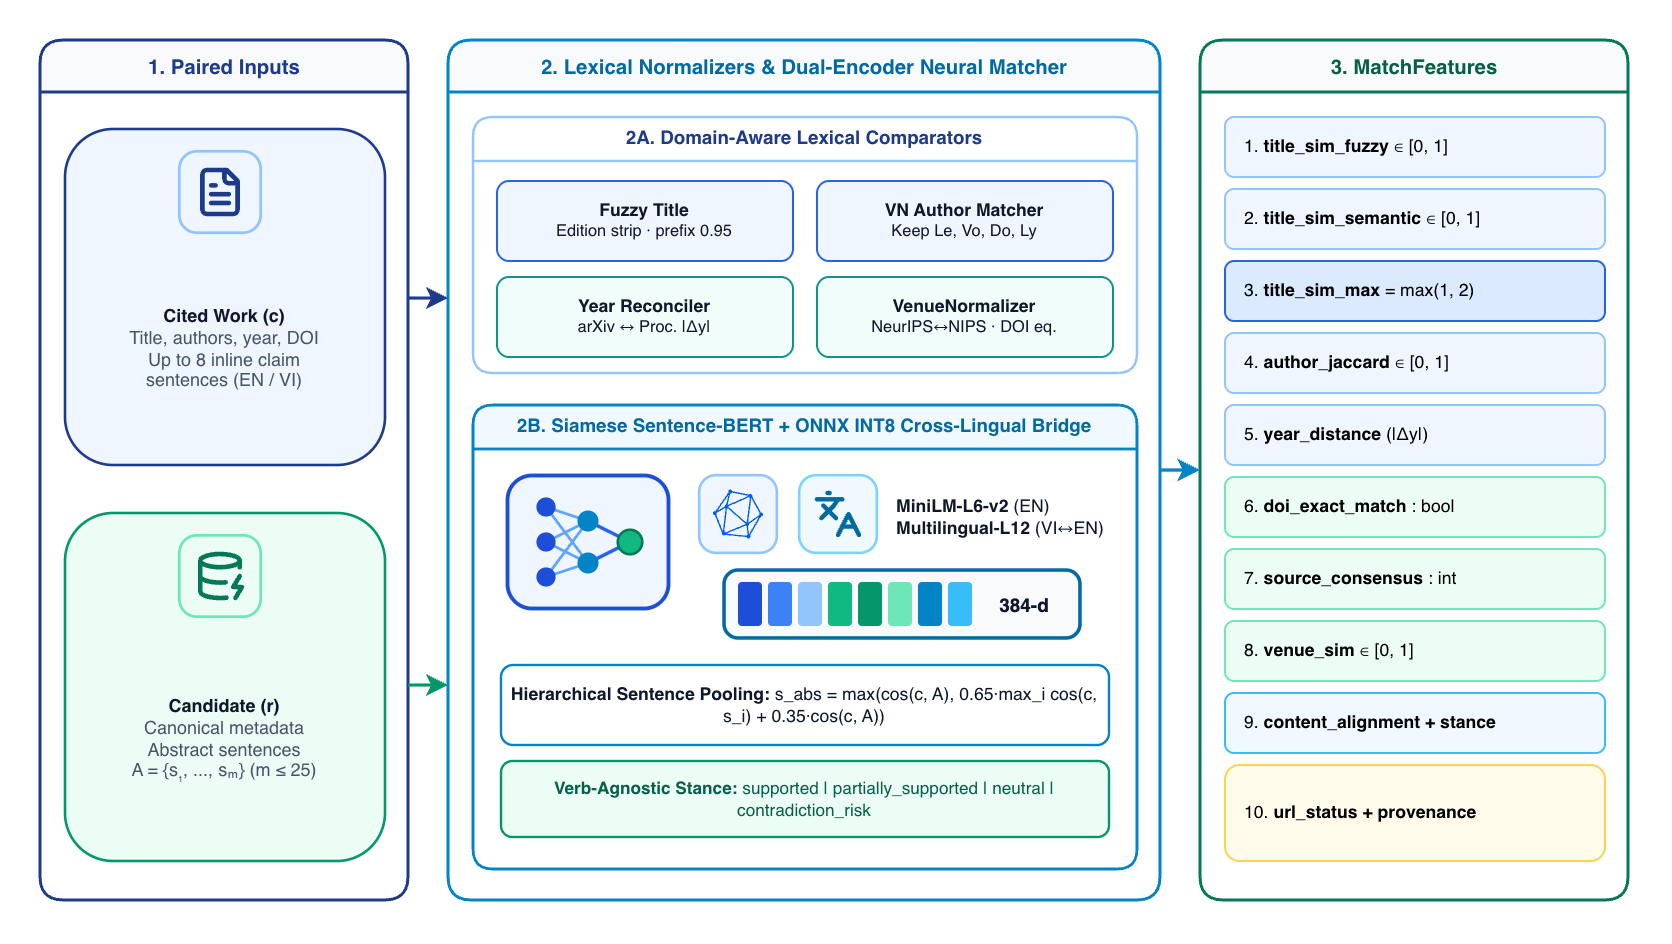 1. Paired Inputs
Cited Work (c)
Title, authors, year, DOI
Up to 8 inline claim
sentences (EN / VI)
Candidate (r)
Canonical metadata
Abstract sentences
A = {s₁, ..., sₘ} (m ≤ 25)
2. Lexical Normalizers & Dual-Encoder Neural Matcher
2A. Domain-Aware Lexical Comparators
Fuzzy Title
Edition strip · prefix 0.95
VN Author Matcher
Keep Le, Vo, Do, Ly
Year Reconciler
arXiv ↔ Proc. |Δy|
VenueNormalizer
NeurIPS↔NIPS · DOI eq.
2B. Siamese Sentence-BERT + ONNX INT8 Cross-Lingual Bridge
MiniLM-L6-v2 (EN)
Multilingual-L12 (VI↔EN)
384-d
Hierarchical Sentence Pooling: s_abs = max(cos(c, A), 0.65·max_i cos(c,
s_i) + 0.35·cos(c, A))
Verb-Agnostic Stance: supported | partially_supported | neutral |
contradiction_risk
3. MatchFeatures
1. title_sim_fuzzy ∈ [0, 1]
2. title_sim_semantic ∈ [0, 1]
3. title_sim_max = max(1, 2)
4. author_jaccard ∈ [0, 1]
5. year_distance (|Δy|)
6. doi_exact_match : bool
7. source_consensus : int
8. venue_sim ∈ [0, 1]
9. content_alignment + stance
10. url_status + provenance